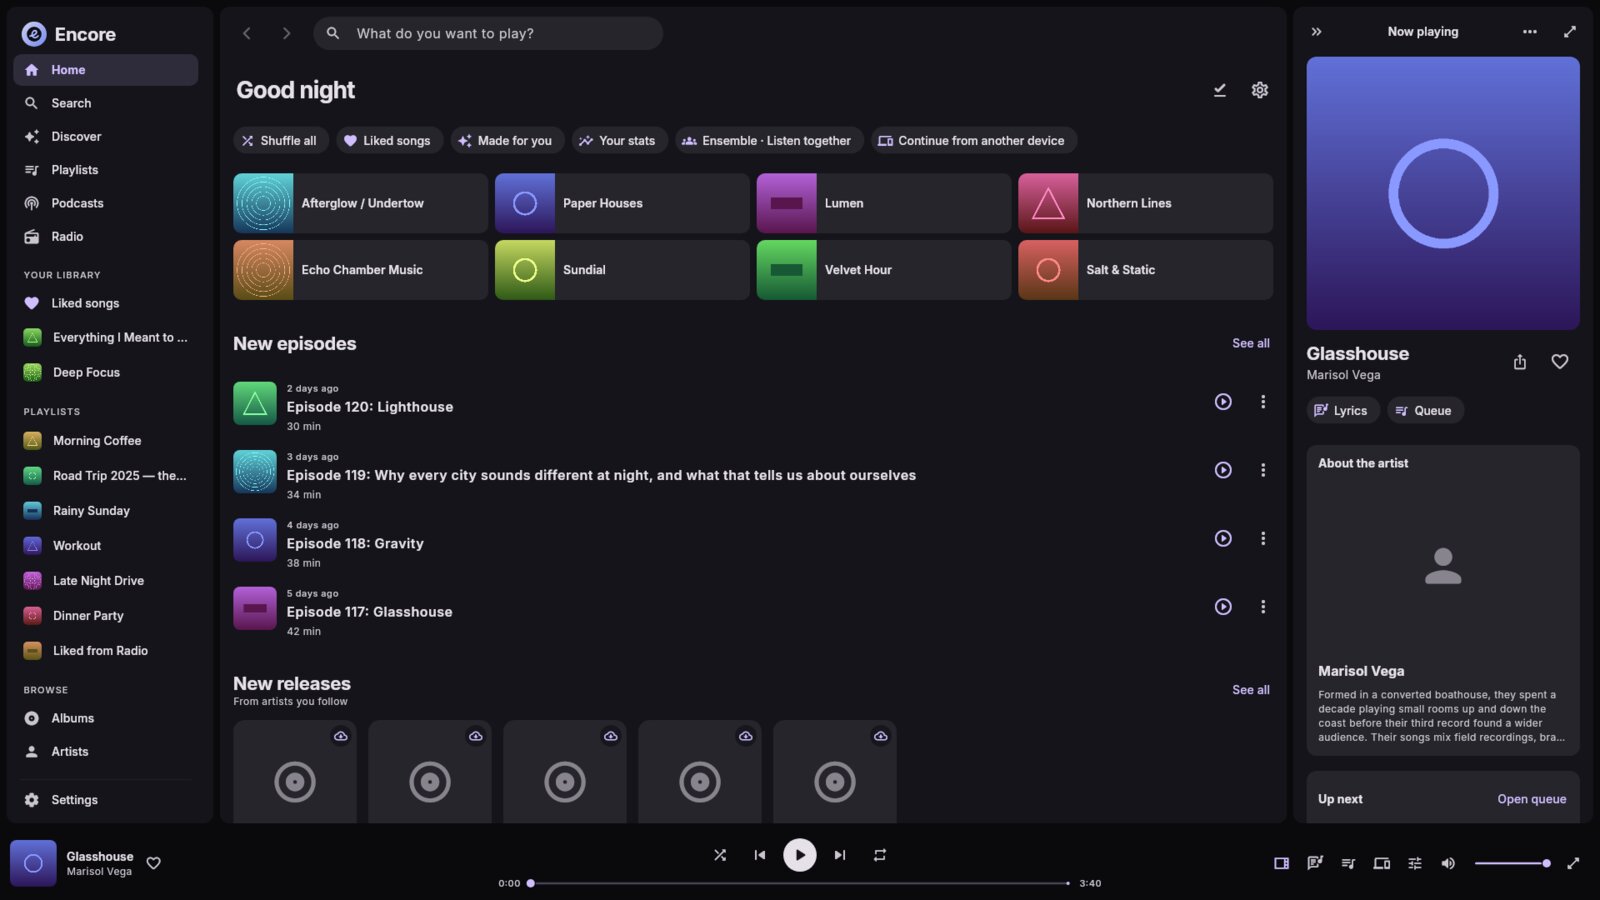 Encore
Home
Search
Discover
Playlists
Podcasts
Radio
YOUR LIBRARY
Liked songs
Everything I Meant to ...
Deep Focus
PLAYLISTS
Morning Coffee
Road Trip 2025 — the...
Rainy Sunday
Workout
Late Night Drive
Dinner Party
Liked from Radio
BROWSE
Albums
Artists
Settings
What do you want to play?
Good night
Shuffle all
Liked songs
Made for you
Your stats
Ensemble · Listen together
Continue from another device
Afterglow / Undertow
Paper Houses
Lumen
Northern Lines
Echo Chamber Music
Sundial
Velvet Hour
Salt & Static
New episodes
See all
2 days ago
Episode 120: Lighthouse
30 min
3 days ago
Episode 119: Why every city sounds different at night, and what that tells us about ourselves
34 min
4 days ago
Episode 118: Gravity
38 min
5 days ago
Episode 117: Glasshouse
42 min
New releases
From artists you follow
See all
Now playing
Glasshouse
Marisol Vega
Lyrics
Queue
About the artist
Marisol Vega
Formed in a converted boathouse, they spent a
decade playing small rooms up and down the
coast before their third record found a wider
audience. Their songs mix field recordings, bra...
Up next
Open queue
Glasshouse
Marisol Vega
0:00
3:40